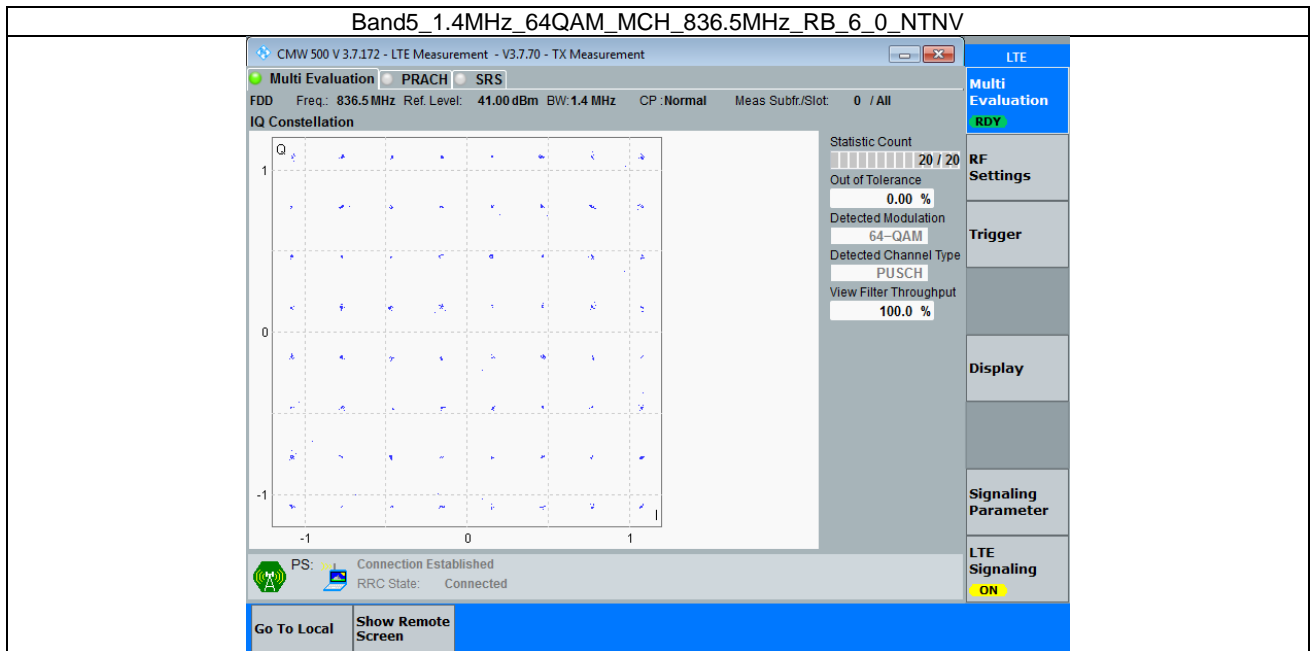 Band5_1.4MHz_64QAM_MCH_836.5MHz_RB_6_0_NTNV
CMW 500 V 3.7.172 - LTE Measurement - V3.7.70 - TX Measurement
LTE
Multi Evaluation PRACH SRS
Multi
Evaluation
RDY
FDD Freq.: 836.5 MHz Ref. Level: 41.00 dBm BW: 1.4 MHz CP : Normal Meas Subfr./Slot: 0 / All
IQ Constellation
Q
1
0
-1
-1 0 1
I
Statistic Count
20 / 20
Out of Tolerance
0.00 %
Detected Modulation
64-QAM
Detected Channel Type
PUSCH
View Filter Throughput
100.0 %
RF
Settings
Trigger
Display
Signaling
Parameter
LTE
Signaling
ON
PS: Connection Established
RRC State: Connected
Go To Local
Show Remote
Screen